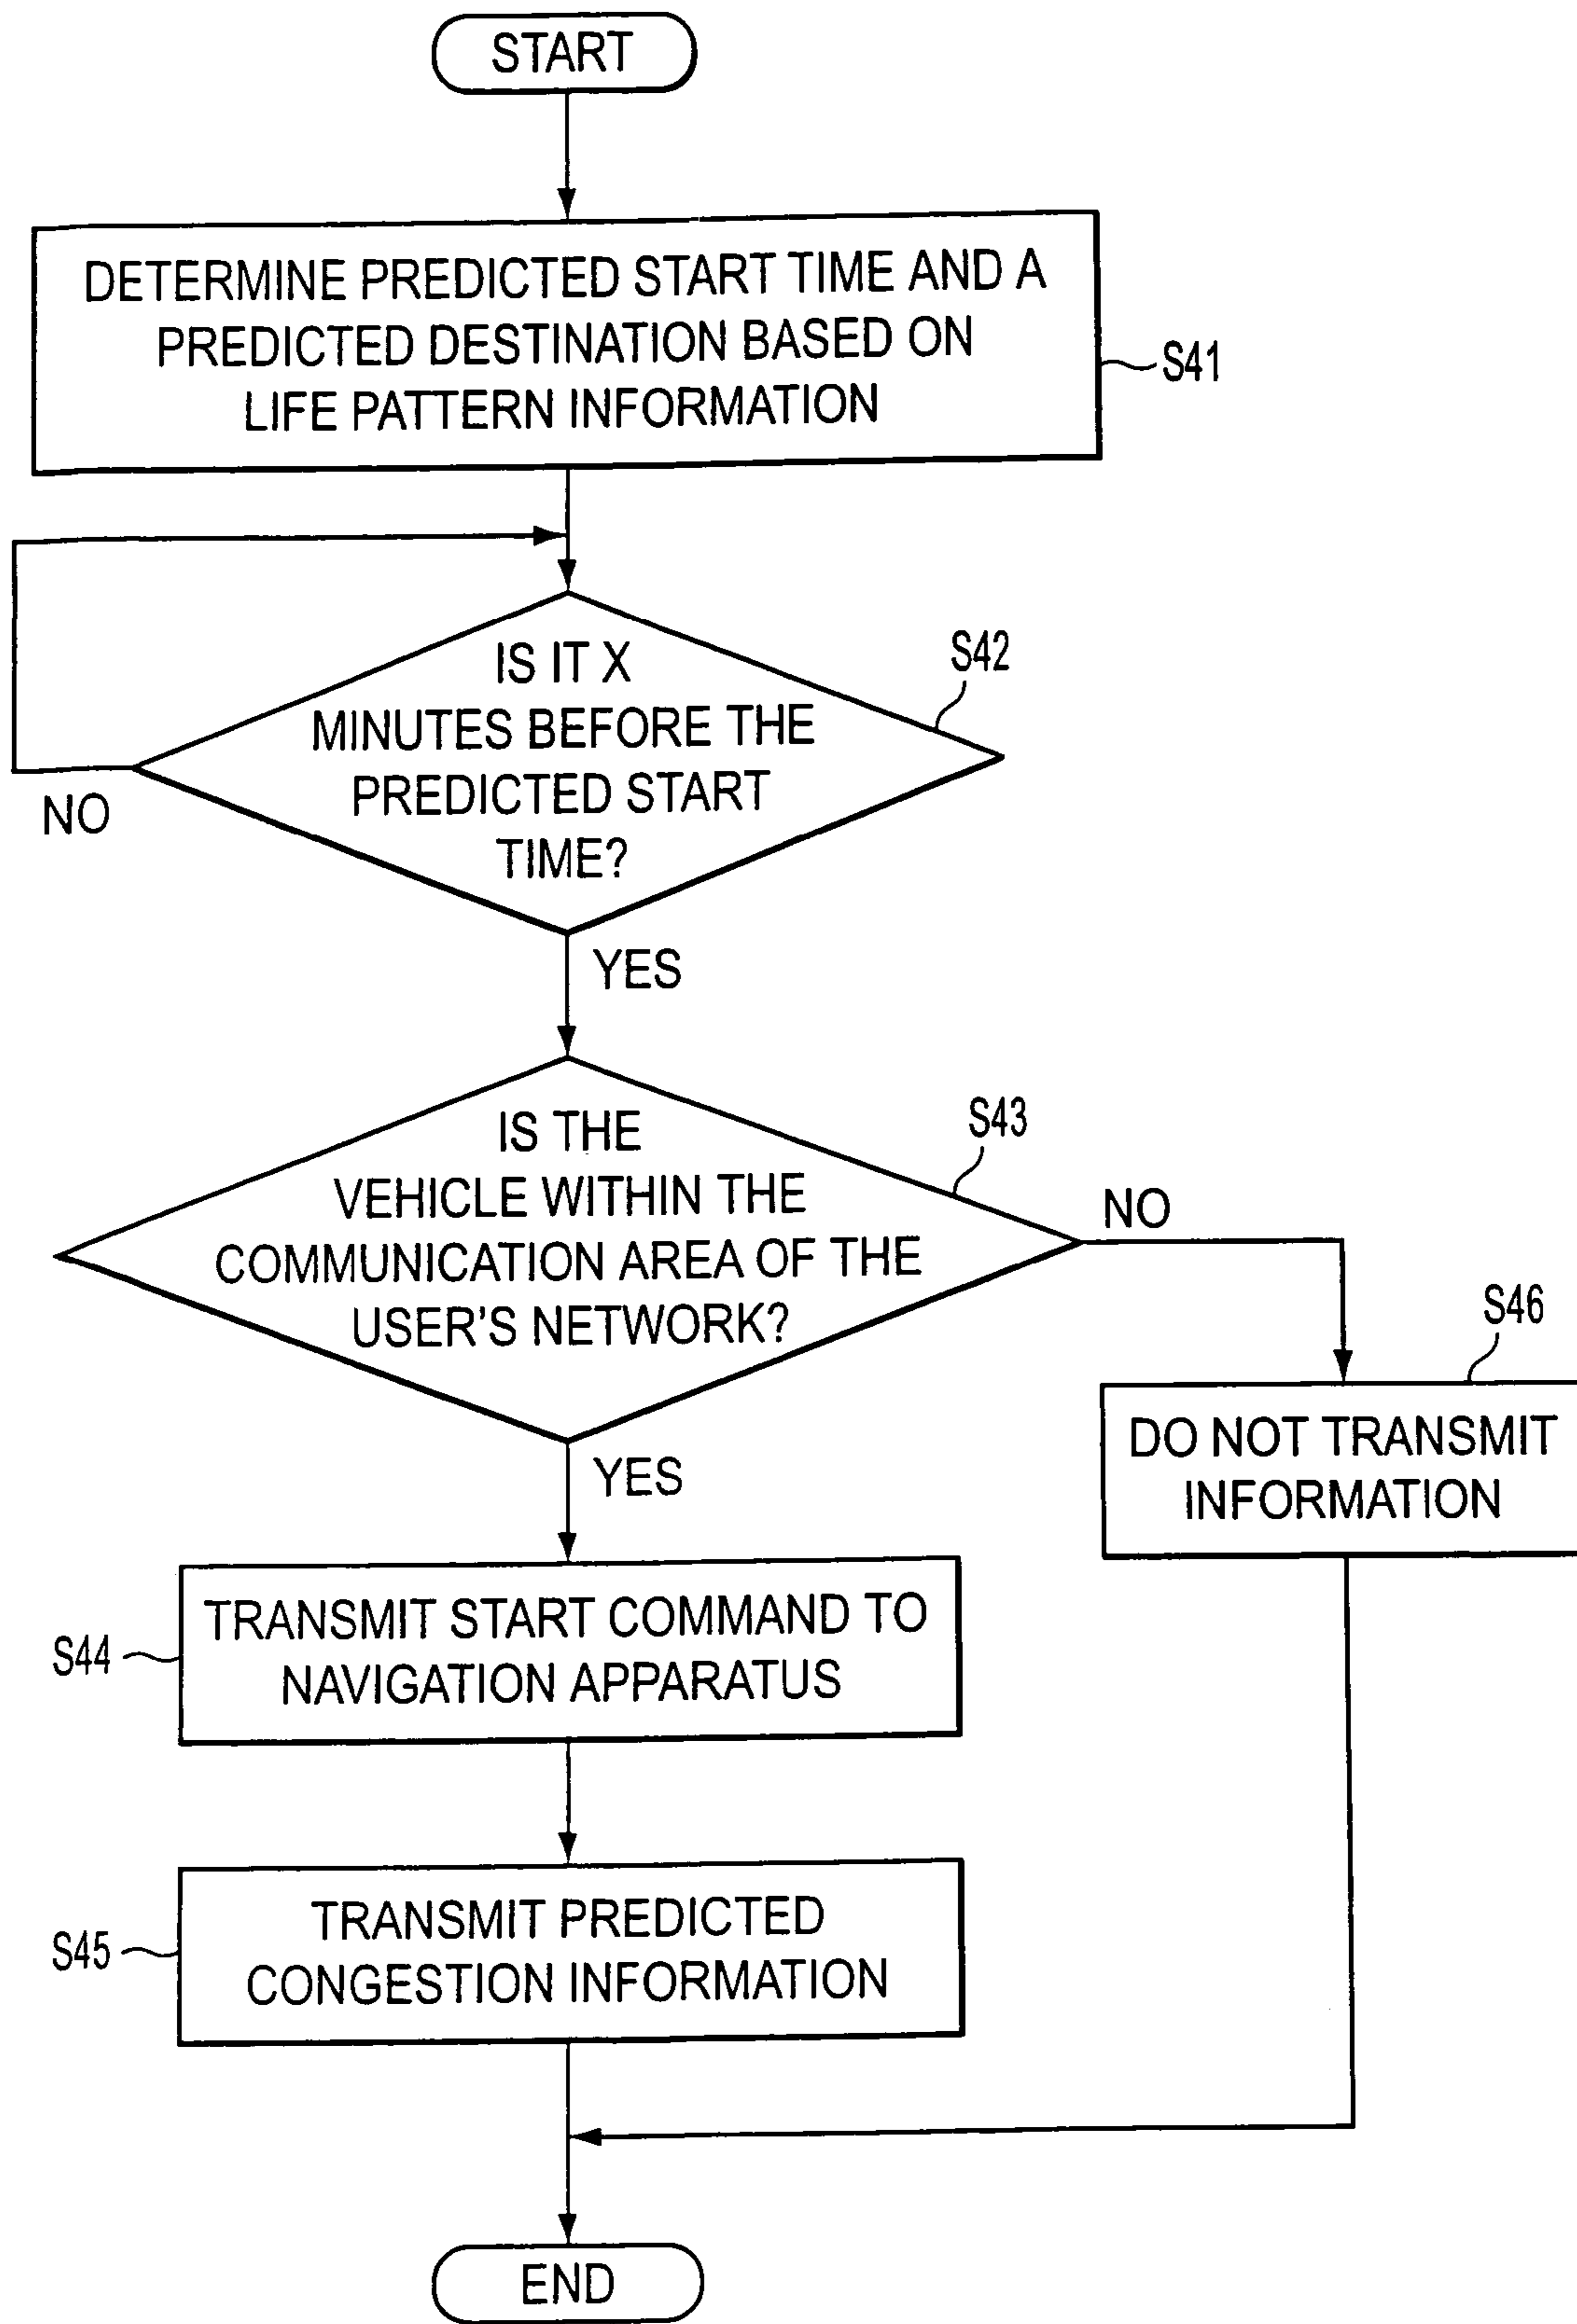 START
DETERMINE PREDICTED START TIME AND A
PREDICTED DESTINATION BASED ON
LIFE PATTERN INFORMATION
S41
IS IT X
MINUTES BEFORE THE
PREDICTED START
TIME?
S42
NO
YES
IS THE
VEHICLE WITHIN THE
COMMUNICATION AREA OF THE
USER'S NETWORK?
S43
NO
S46
DO NOT TRANSMIT
INFORMATION
YES
S44
TRANSMIT START COMMAND TO
NAVIGATION APPARATUS
S45
TRANSMIT PREDICTED
CONGESTION INFORMATION
END